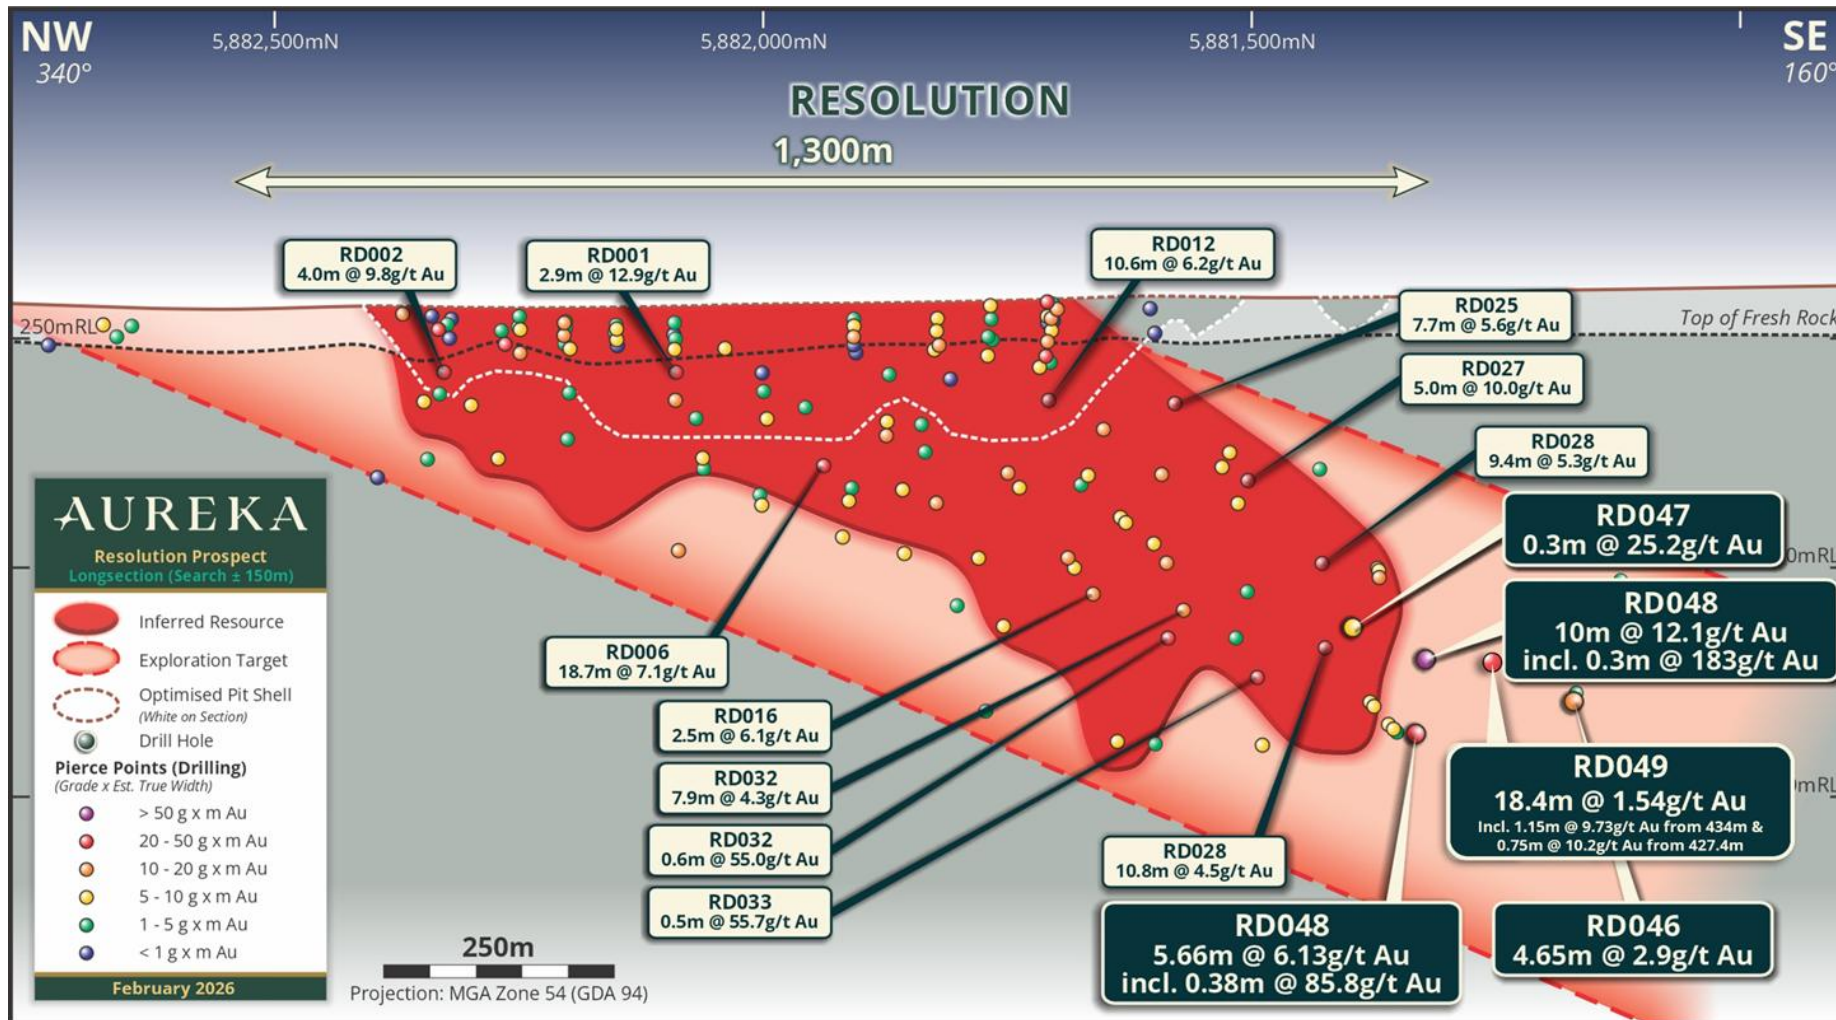 NW
340°
5,882,500mN
5,882,000mN
5,881,500mN
SE
160°
RESOLUTION
1,300m
RD002
4.0m @ 9.8g/t Au
RD001
2.9m @ 12.9g/t Au
RD012
10.6m @ 6.2g/t Au
RD025
7.7m @ 5.6g/t Au
250mRL
Top of Fresh Rock
RD027
5.0m @ 10.0g/t Au
RD028
9.4m @ 5.3g/t Au
RD047
0.3m @ 25.2g/t Au
0mRL
RD048
10m @ 12.1g/t Au
incl. 0.3m @ 183g/t Au
RD006
18.7m @ 7.1g/t Au
RD016
2.5m @ 6.1g/t Au
RD032
7.9m @ 4.3g/t Au
RD032
0.6m @ 55.0g/t Au
RD033
0.5m @ 55.7g/t Au
RD028
10.8m @ 4.5g/t Au
RD049
18.4m @ 1.54g/t Au
Incl. 1.15m @ 9.73g/t Au from 434m &
0.75m @ 10.2g/t Au from 427.4m
0mRL
RD048
5.66m @ 6.13g/t Au
incl. 0.38m @ 85.8g/t Au
RD046
4.65m @ 2.9g/t Au
AUREKA
Resolution Prospect
Longsection (Search ± 150m)
Inferred Resource
Exploration Target
Optimised Pit Shell
(White on Section)
Drill Hole
Pierce Points (Drilling)
(Grade x Est. True Width)
> 50 g x m Au
20 - 50 g x m Au
10 - 20 g x m Au
5 - 10 g x m Au
1 - 5 g x m Au
< 1 g x m Au
February 2026
250m
Projection: MGA Zone 54 (GDA 94)